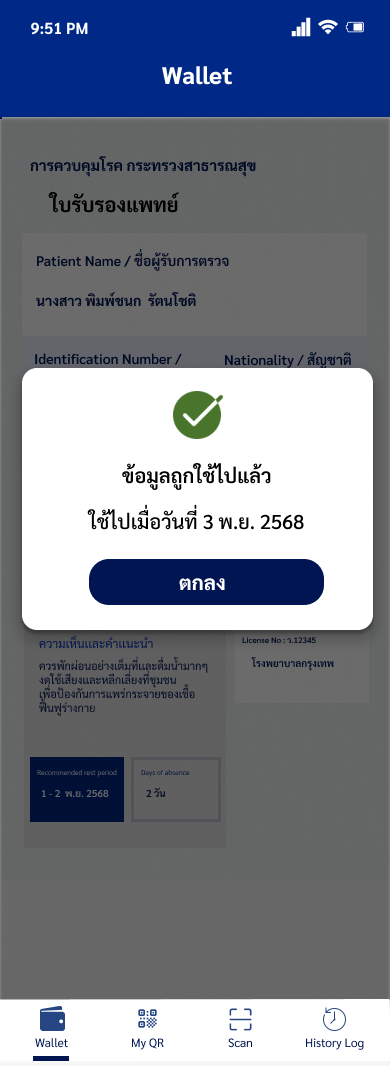 9:51 PM
Wallet
การควบคุมโรค กระทรวงสาธารณสุข
ใบรับรองแพทย์
Patient Name / ชื่อผู้รับการตรวจ
นางสาว พิมพ์ชนก รัตนโชติ
Identification Number /
Nationality / สัญชาติ
ข้อมูลถูกใช้ไปแล้ว
ใช้ไปเมื่อวันที่ 3 พ.ย. 2568
ตกลง
ความเห็นและคำแนะนำ
ควรพักผ่อนอย่างเต็มที่และดื่มน้ำมากๆ
งดใช้เสียงและหลีกเลี่ยงที่ชุมชน
เพื่อป้องกันการแพร่กระจายของเชื้อ
ฟื้นฟูร่างกาย
License No : ว.12345
โรงพยาบาลกรุงเทพ
Recommended rest period
1 - 2 พ.ย. 2568
Days of absence
2 วัน
Wallet
My QR
Scan
History Log